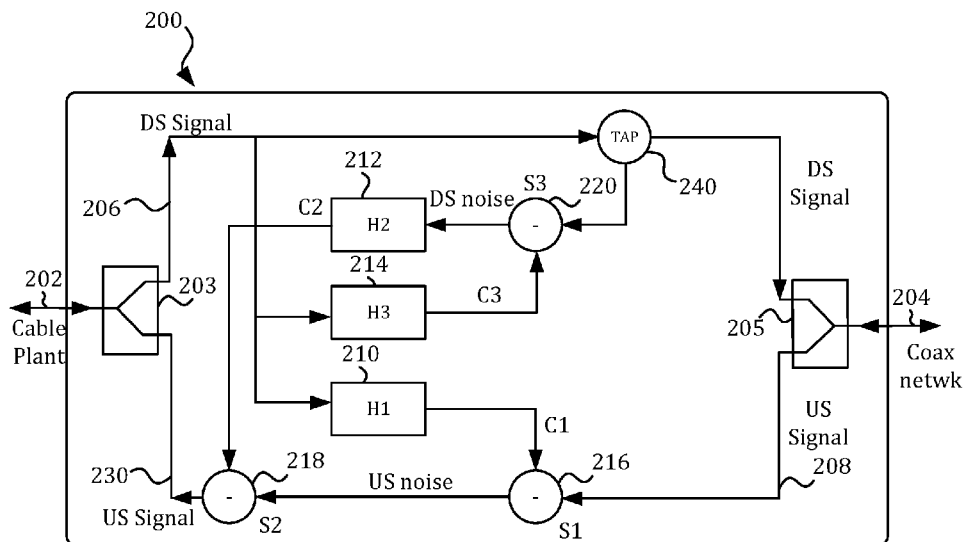 200
DS Signal
TAP
212
S3
220
240
DS noise
DS
Signal
206
C2
H2
-
202
203
214
C3
204
Cable
Plant
H3
205
Coax
netwk
210
H1
C1
US
Signal
230
218
US noise
216
208
-
-
US Signal
S2
S1